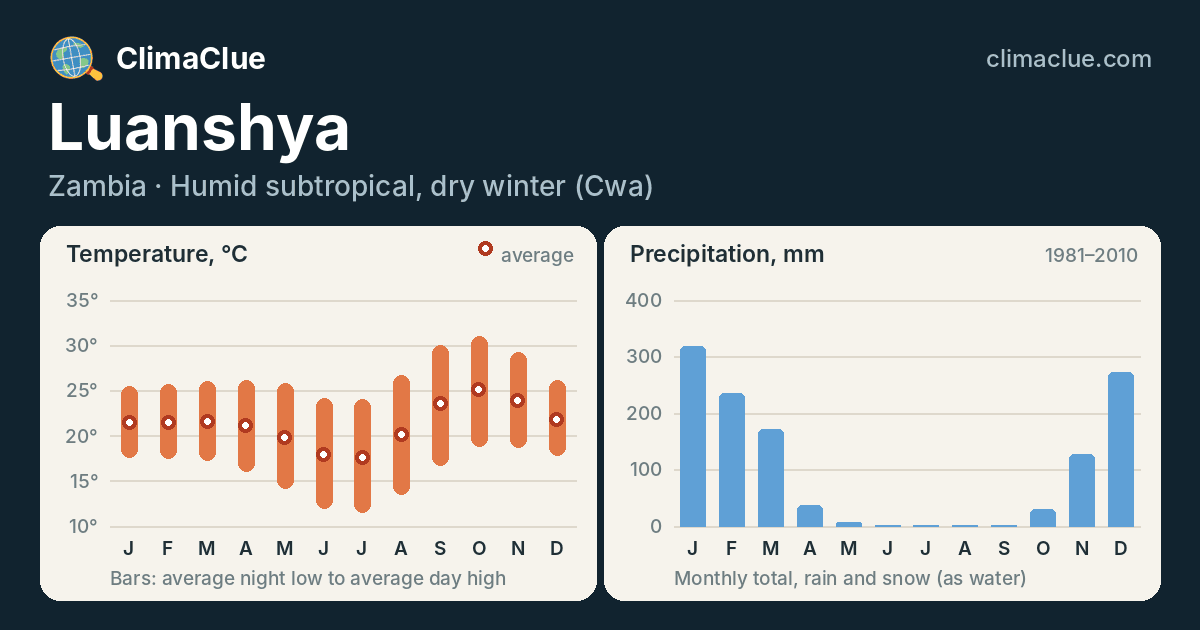 ClimaClue
climaclue.com
Luanshya
Zambia · Humid subtropical, dry winter (Cwa)
Temperature, °C
average
35°
30°
25°
20°
15°
10°
J F M A M J J A S O N D
Bars: average night low to average day high
Precipitation, mm
1981–2010
400
300
200
100
0
J F M A M J J A S O N D
Monthly total, rain and snow (as water)